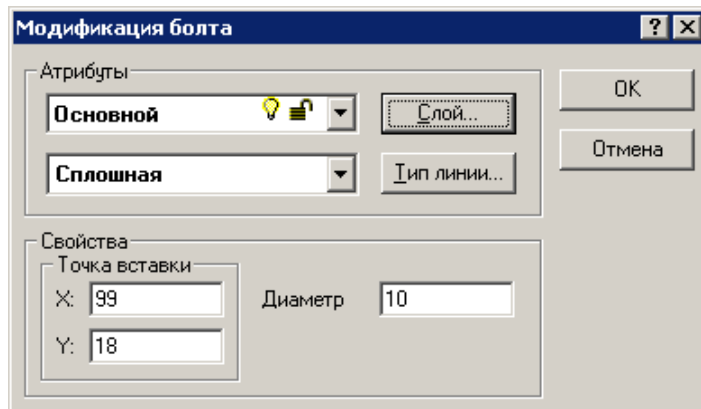 Модификация болта
Атрибуты
Основной
Слой...
OK
Сплошная
Тип линии...
Отмена
Свойства
Точка вставки
X: 99
Диаметр 10
Y: 18